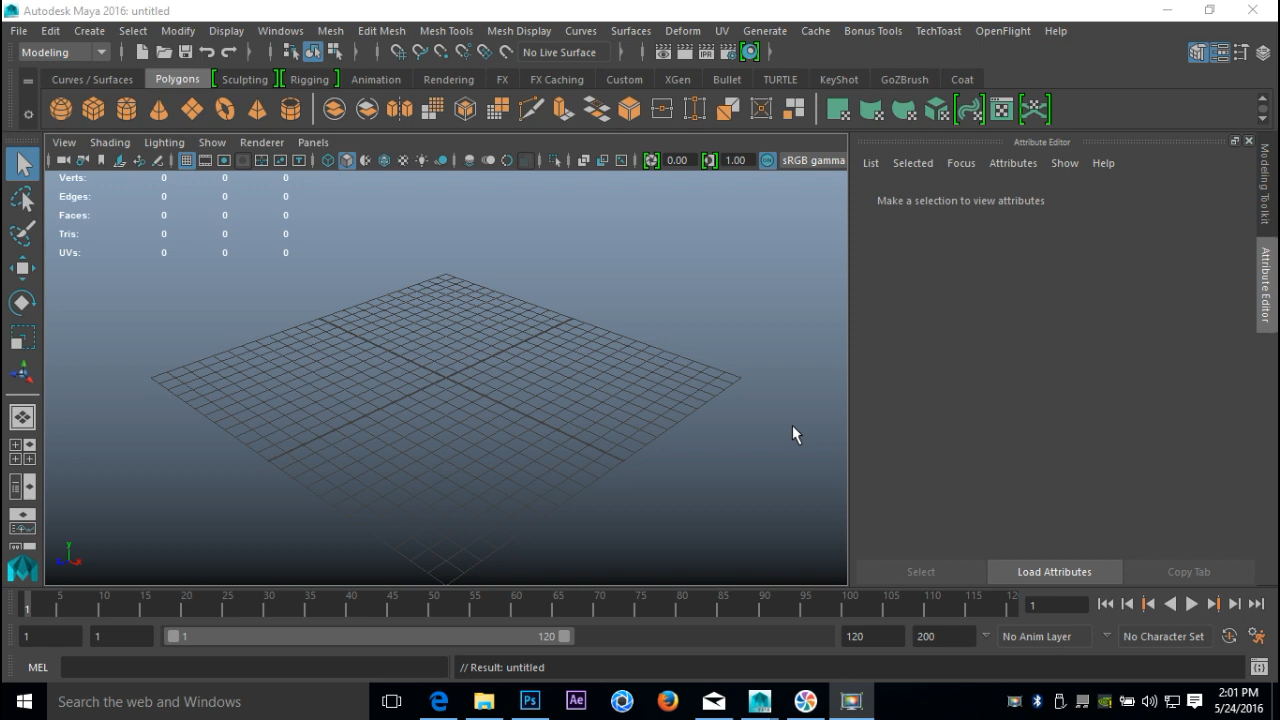 Autodesk Maya 2016: untitled
File Edit Create Select Modify Display Windows Mesh Edit Mesh Mesh Tools Mesh Display Curves Surfaces Deform UV Generate Cache Bonus Tools TechToast OpenFlight Help
Modeling No Live Surface
Curves / Surfaces Polygons Sculpting Rigging Animation Rendering FX FX Caching Custom XGen Bullet TURTLE KeyShot GoZBrush Coat
View Shading Lighting Show Renderer Panels
0.00 1.00 sRGB gamma
Verts: 0 0 0
Edges: 0 0 0
Faces: 0 0 0
Tris: 0 0 0
UVs: 0 0 0
y
Attribute Editor
List Selected Focus Attributes Show Help
Make a selection to view attributes
Modeling Toolkit
Attribute Editor
Select Load Attributes Copy Tab
1 5 10 15 20 25 30 35 40 45 50 55 60 65 70 75 80 85 90 95 100 105 110 115 12 1
1 1 1 120 120 200 No Anim Layer No Character Set
MEL // Result: untitled
Search the web and Windows Ps Ae
2:01 PM
5/24/2016